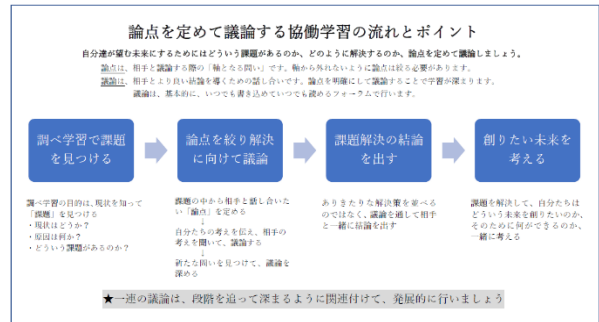 論点を定めて議論する協働学習の流れとポイント
自分達が望む未来にするためにはどういう課題があるのか、どのように解決するのか、論点を定めて議論しましょう。
論点は、相手と議論する際の「軸となる問い」です。軸から外れないように論点は絞る必要があります。
議論は、相手とより良い結論を導くための話し合いです。論点を明確にして議論することで学習が深まります。
議論は、基本的に、いつでも書き込めていつでも読めるフォーラムで行います。
調べ学習で課題
を見つける
論点を絞り解決
に向けて議論
課題解決の結論
を出す
創りたい未来を
考える
調べ学習の目的は、現状を知って
「課題」を見つける
・現状はどうか?
・原因は何か?
・どういう課題があるのか?
課題の中から相手と話し合いた
い「論点」を定める
↓
自分たちの考えを伝え、相手の
考えを聞いて、議論する
↓
新たな問いを見つけて、議論を
深める
ありきたりな解決策を並べる
のではなく、議論を通して相手
と一緒に結論を出す
課題を解決して、自分たちは
どういう未来を創りたいのか、
そのために何ができるのか、
一緒に考える
★一連の議論は、段階を追って深まるように関連付けて、発展的に行いましょう